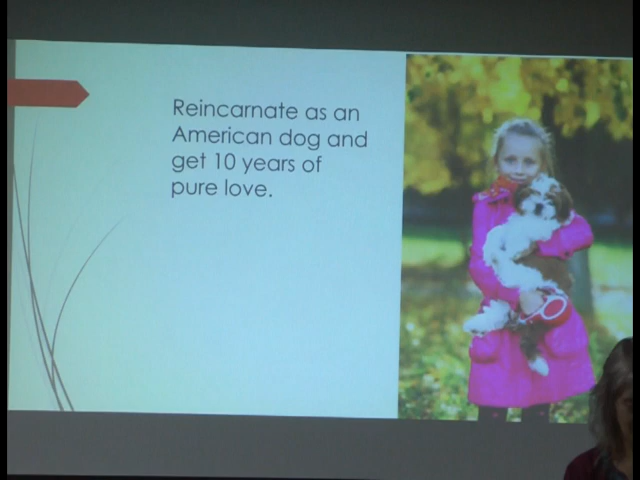 Reincarnate as an
American dog and
get 10 years of
pure love.